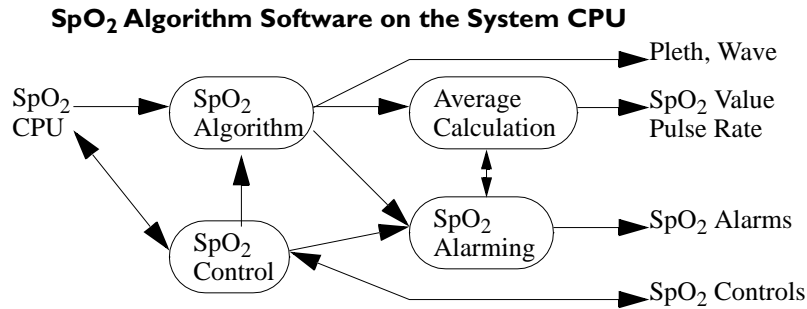 SpO₂ Algorithm Software on the System CPU
Pleth, Wave
SpO₂
CPU
SpO₂
Algorithm
Average
Calculation
SpO₂ Value
Pulse Rate
SpO₂
Control
SpO₂
Alarming
SpO₂ Alarms
SpO₂ Controls